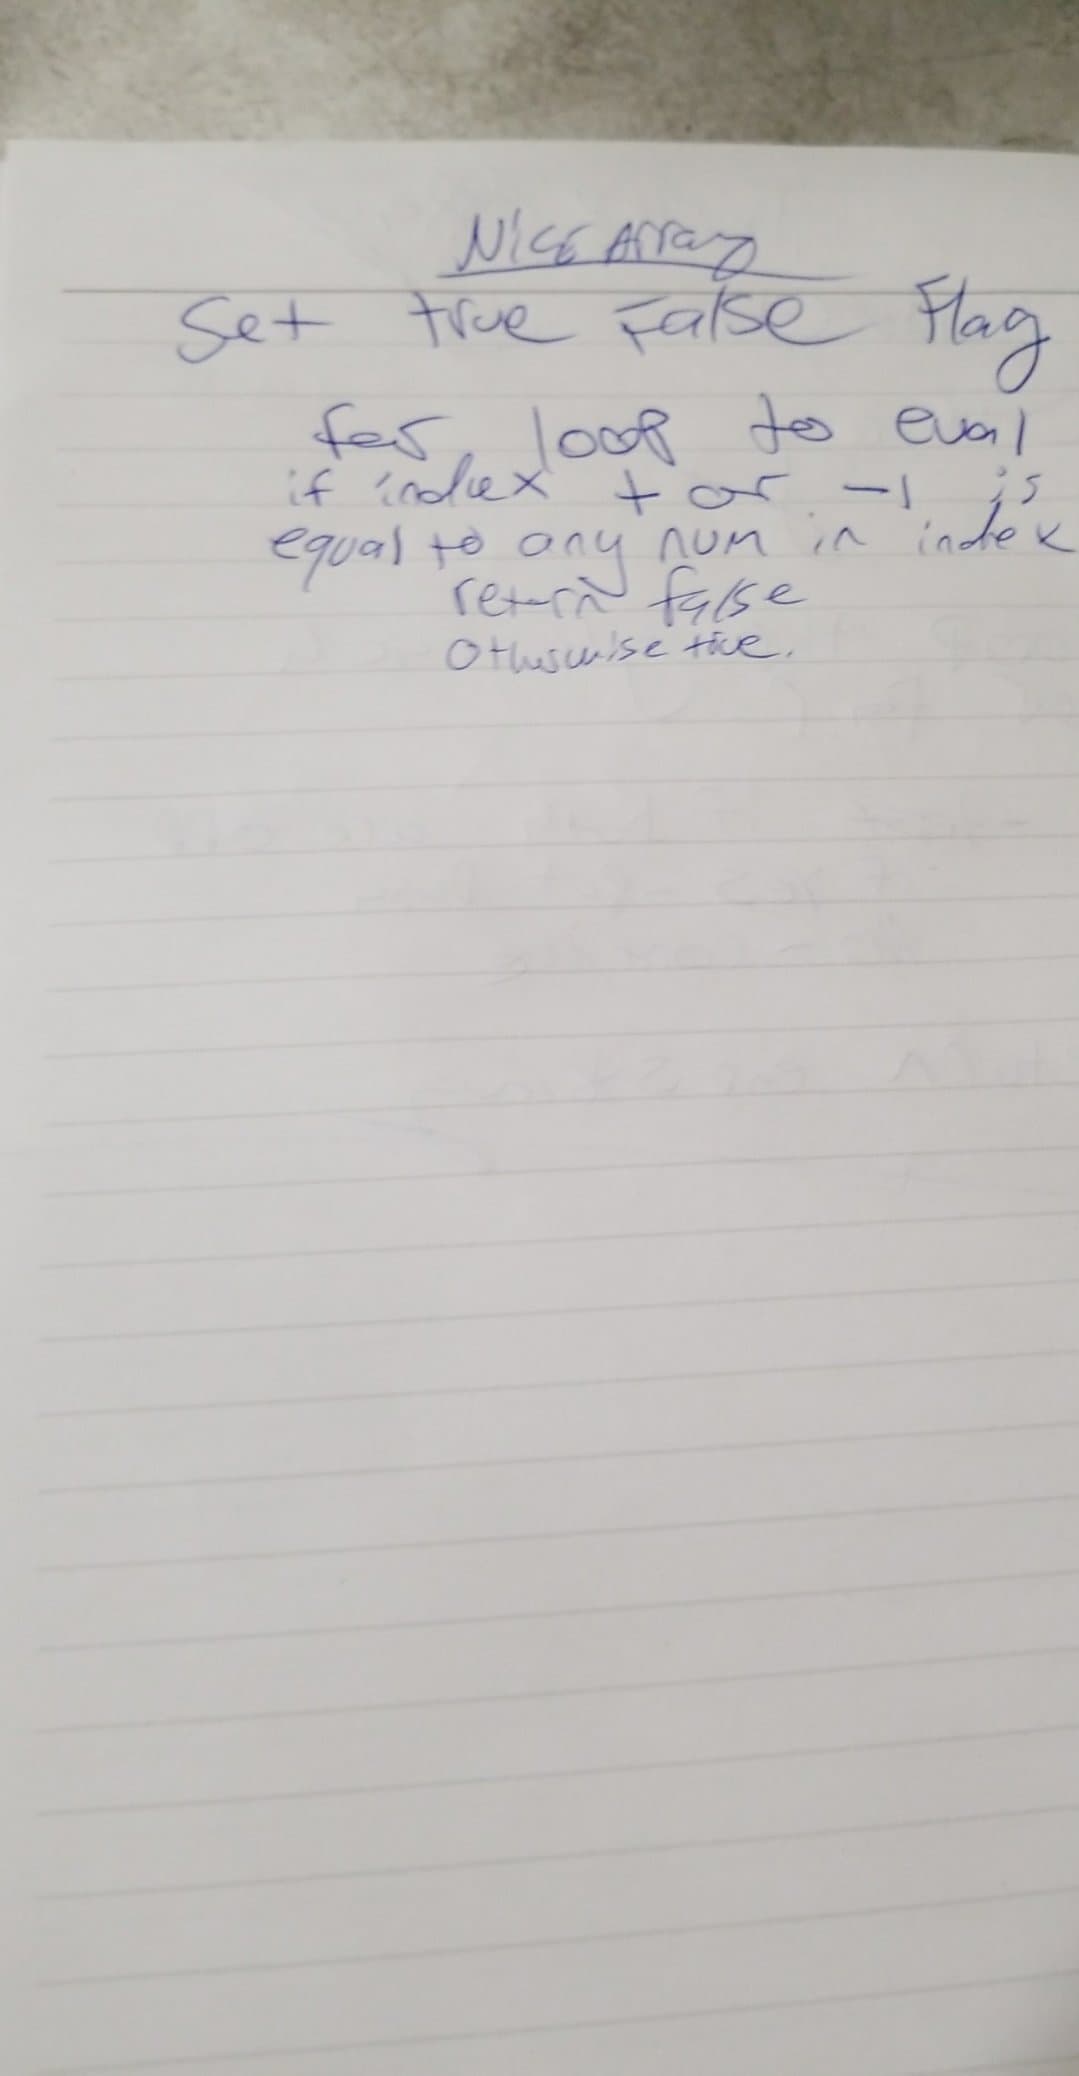 NICE Array
Set true False Flag
for loop to eval
if index + or -1 is
equal to any num in index
return false
Otherwise true.